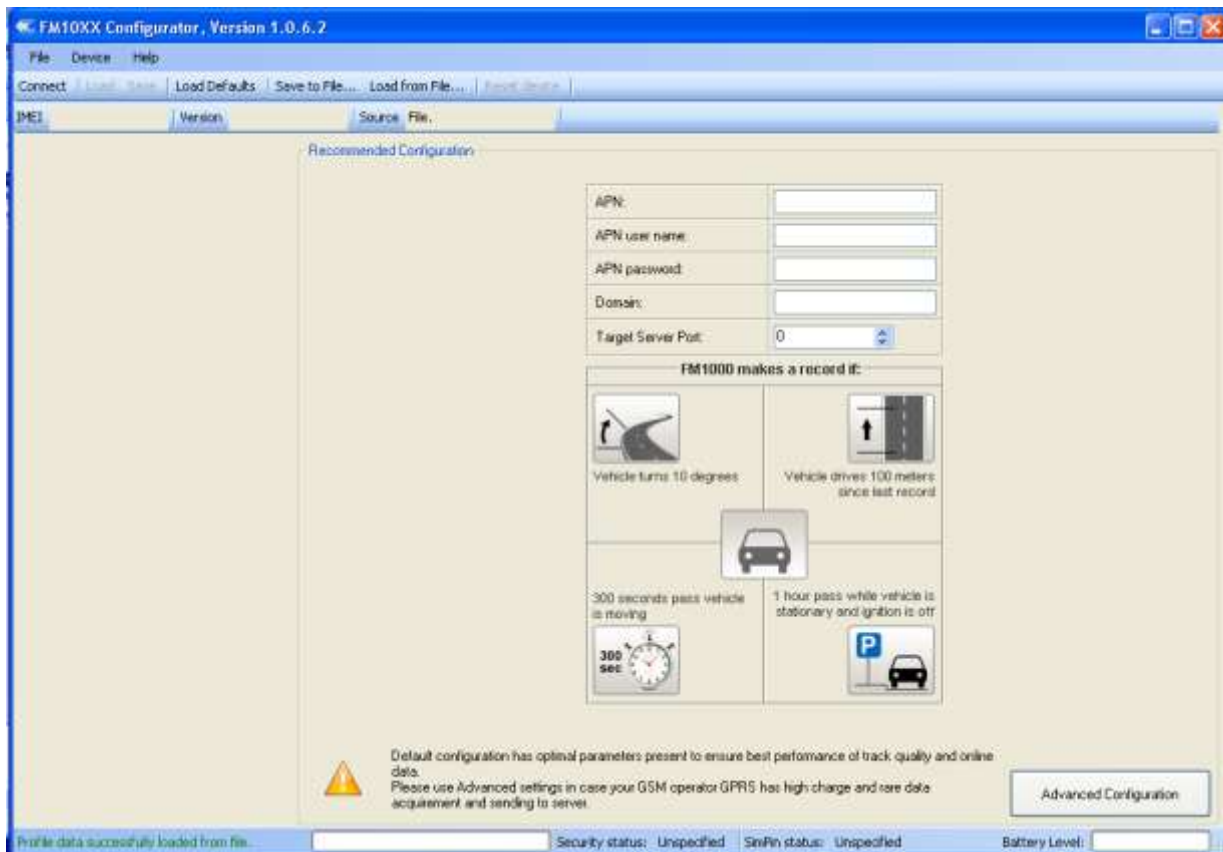 FM10XX Configurator, Version 1.0.6.2
File Device Help
Connect Load Save Load Defaults Save to File... Load from File... Reset device
IMEI Version Source File.
Recommended Configuration
APN:
APN user name:
APN password:
Domain:
Target Server Port: 0
FM1000 makes a record if:
Vehicle turns 10 degrees
Vehicle drives 100 meters
since last record
300 seconds pass vehicle
is moving
1 hour pass while vehicle is
stationary and ignition is off
300
sec
P
Default configuration has optimal parameters present to ensure best performance of track quality and online
data.
Please use Advanced settings in case your GSM operator GPRS has high charge and rare data
acquirement and sending to server.
Advanced Configuration
Profile data successfully loaded from file.
Security status: Unspecified SimPin status: Unspecified Battery Level: